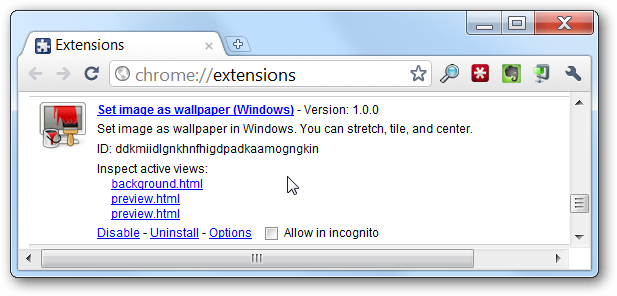 Extensions
chrome://extensions
Set image as wallpaper (Windows) - Version: 1.0.0
Set image as wallpaper in Windows. You can stretch, tile, and center.
ID: ddkmiidlgnkhnfhigdpadkaamogngkin
Inspect active views:
background.html
preview.html
preview.html
Disable - Uninstall - Options Allow in incognito